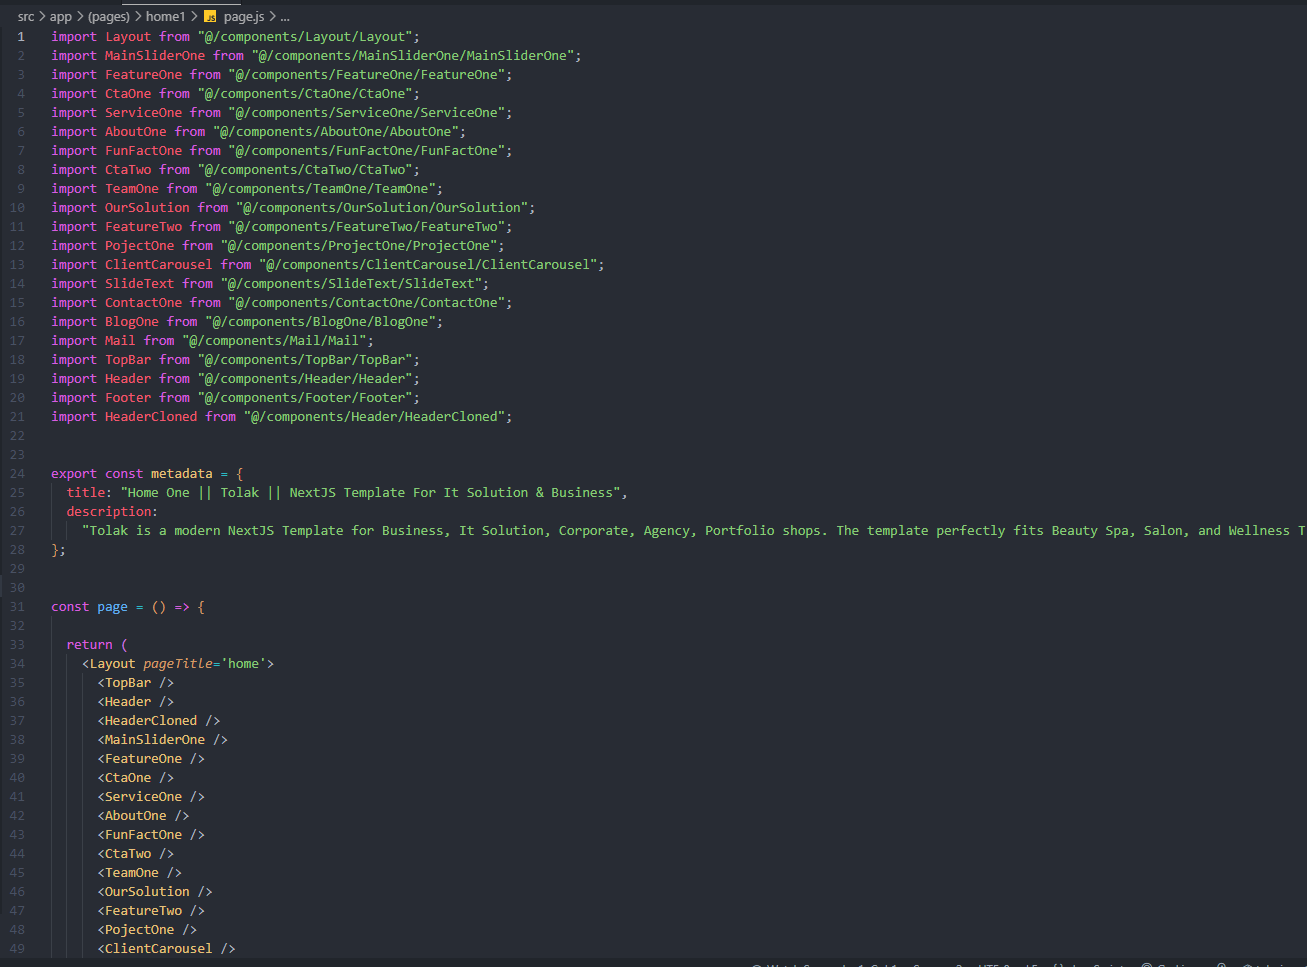 src > app > (pages) > home1 > JS page.js > ...
1 import Layout from "@/components/Layout/Layout";
2 import MainSliderOne from "@/components/MainSliderOne/MainSliderOne";
3 import FeatureOne from "@/components/FeatureOne/FeatureOne";
4 import CtaOne from "@/components/CtaOne/CtaOne";
5 import ServiceOne from "@/components/ServiceOne/ServiceOne";
6 import AboutOne from "@/components/AboutOne/AboutOne";
7 import FunFactOne from "@/components/FunFactOne/FunFactOne";
8 import CtaTwo from "@/components/CtaTwo/CtaTwo";
9 import TeamOne from "@/components/TeamOne/TeamOne";
10 import OurSolution from "@/components/OurSolution/OurSolution";
11 import FeatureTwo from "@/components/FeatureTwo/FeatureTwo";
12 import PojectOne from "@/components/ProjectOne/ProjectOne";
13 import ClientCarousel from "@/components/ClientCarousel/ClientCarousel";
14 import SlideText from "@/components/SlideText/SlideText";
15 import ContactOne from "@/components/ContactOne/ContactOne";
16 import BlogOne from "@/components/BlogOne/BlogOne";
17 import Mail from "@/components/Mail/Mail";
18 import TopBar from "@/components/TopBar/TopBar";
19 import Header from "@/components/Header/Header";
20 import Footer from "@/components/Footer/Footer";
21 import HeaderCloned from "@/components/Header/HeaderCloned";
22
23
24 export const metadata = {
25 title: "Home One || Tolak || NextJS Template For It Solution & Business",
26 description:
27 "Tolak is a modern NextJS Template for Business, It Solution, Corporate, Agency, Portfolio shops. The template perfectly fits Beauty Spa, Salon, and Wellness T
28 };
29
30
31 const page = () => {
32
33 return (
34 <Layout pageTitle='home'>
35 <TopBar />
36 <Header />
37 <HeaderCloned />
38 <MainSliderOne />
39 <FeatureOne />
40 <CtaOne />
41 <ServiceOne />
42 <AboutOne />
43 <FunFactOne />
44 <CtaTwo />
45 <TeamOne />
46 <OurSolution />
47 <FeatureTwo />
48 <PojectOne />
49 <ClientCarousel />